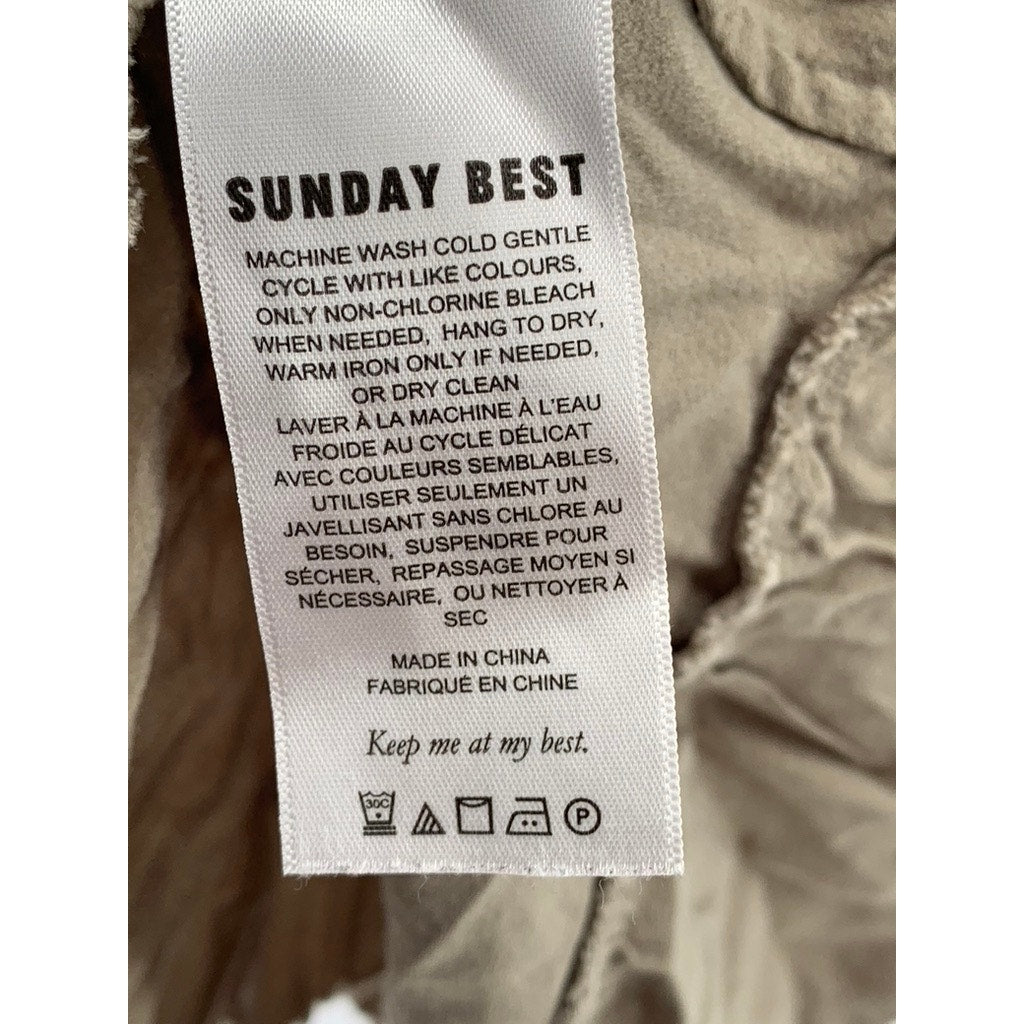 SUNDAY BEST
MACHINE WASH COLD GENTLE
CYCLE WITH LIKE COLOURS,
ONLY NON-CHLORINE BLEACH
WHEN NEEDED, HANG TO DRY,
WARM IRON ONLY IF NEEDED,
OR DRY CLEAN
LAVER À LA MACHINE À L'EAU
FROIDE AU CYCLE DÉLICAT
AVEC COULEURS SEMBLABLES,
UTILISER SEULEMENT UN
JAVELLISANT SANS CHLORE AU
BESOIN, SUSPENDRE POUR
SÉCHER, REPASSAGE MOYEN SI
NÉCESSAIRE, OU NETTOYER À
SEC
MADE IN CHINA
FABRIQUÉ EN CHINE
Keep me at my best.
30C P